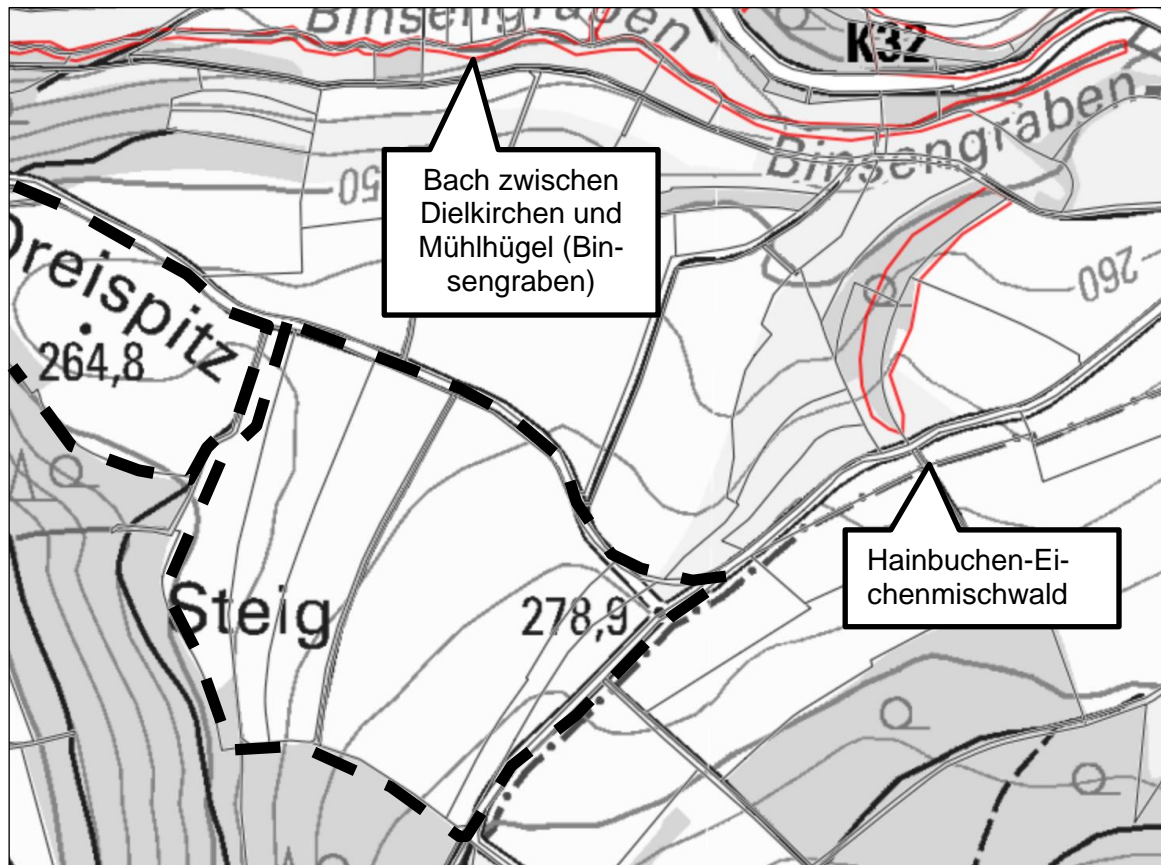 Binsengraben
K32
Binsengraben
Bach zwischen
Dielkirchen und
Mühlhügel (Bin-
sengraben)
250
260
Dreispitz
264,8
Hainbuchen-Ei-
chenmischwald
Steig
278,9